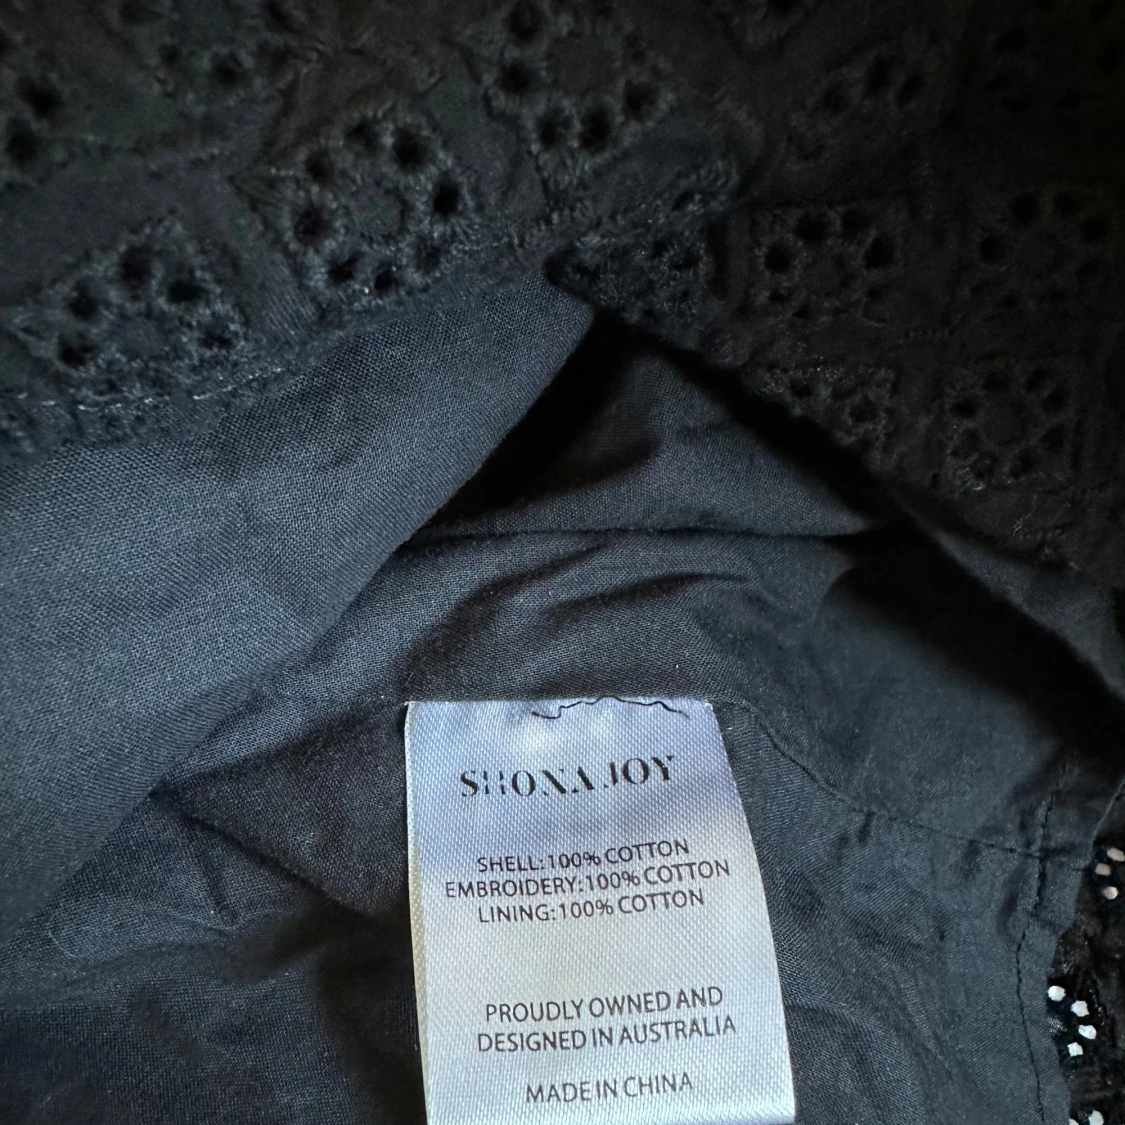 SHONA JOY
SHELL:100% COTTON
EMBROIDERY:100% COTTON
LINING:100% COTTON
PROUDLY OWNED AND
DESIGNED IN AUSTRALIA
MADE IN CHINA